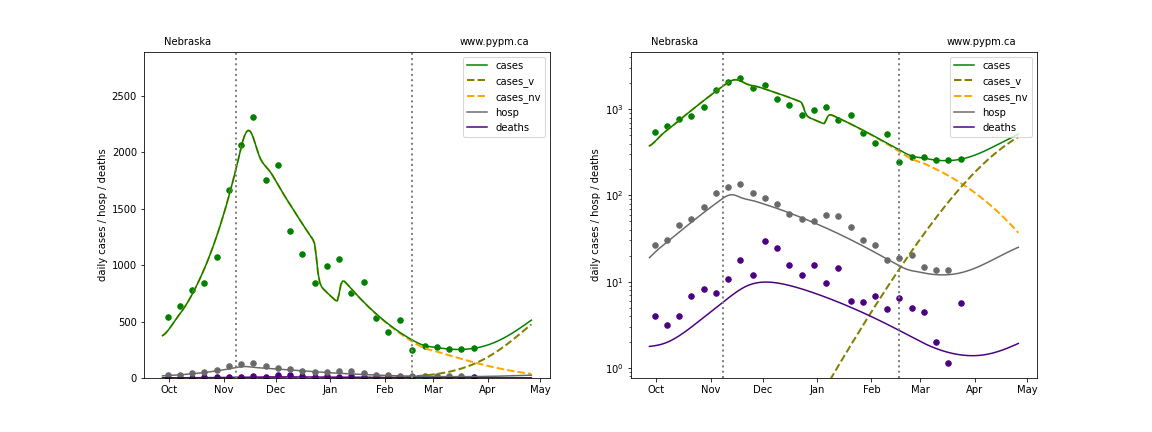 Nebraska
www.pypm.ca
daily cases / hosp / deaths
2500
2000
1500
1000
500
0
cases
cases_v
cases_nv
hosp
deaths
Oct
Nov
Dec
Jan
Feb
Mar
Apr
May
Nebraska
www.pypm.ca
daily cases / hosp / deaths
10³
10²
10¹
10⁰
cases
cases_v
cases_nv
hosp
deaths
Oct
Nov
Dec
Jan
Feb
Mar
Apr
May